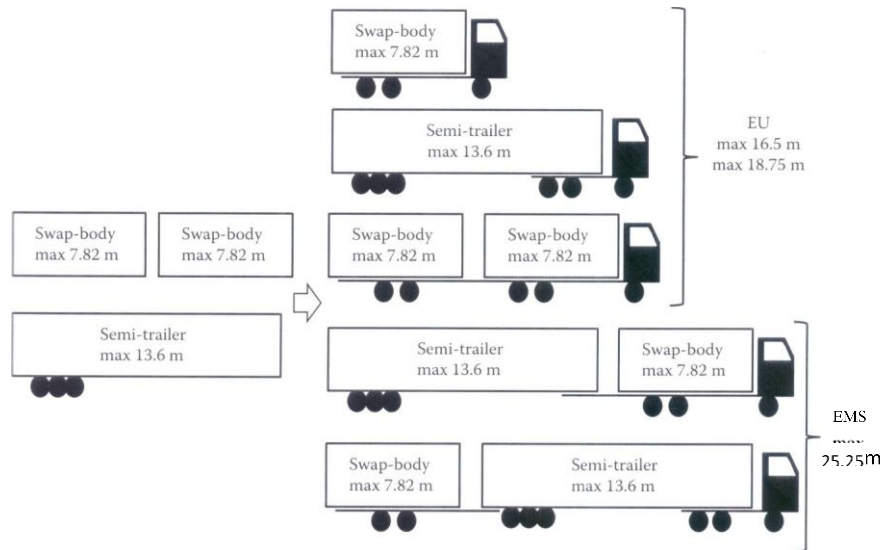 Swap-body
max 7.82 m
Semi-trailer
max 13.6 m
EU
max 16.5 m
max 18.75 m
Swap-body
max 7.82 m
Swap-body
max 7.82 m
Swap-body
max 7.82 m
Swap-body
max 7.82 m
Semi-trailer
max 13.6 m
Semi-trailer
max 13.6 m
Swap-body
max 7.82 m
EMS
max
25.25m
Swap-body
max 7.82 m
Semi-trailer
max 13.6 m